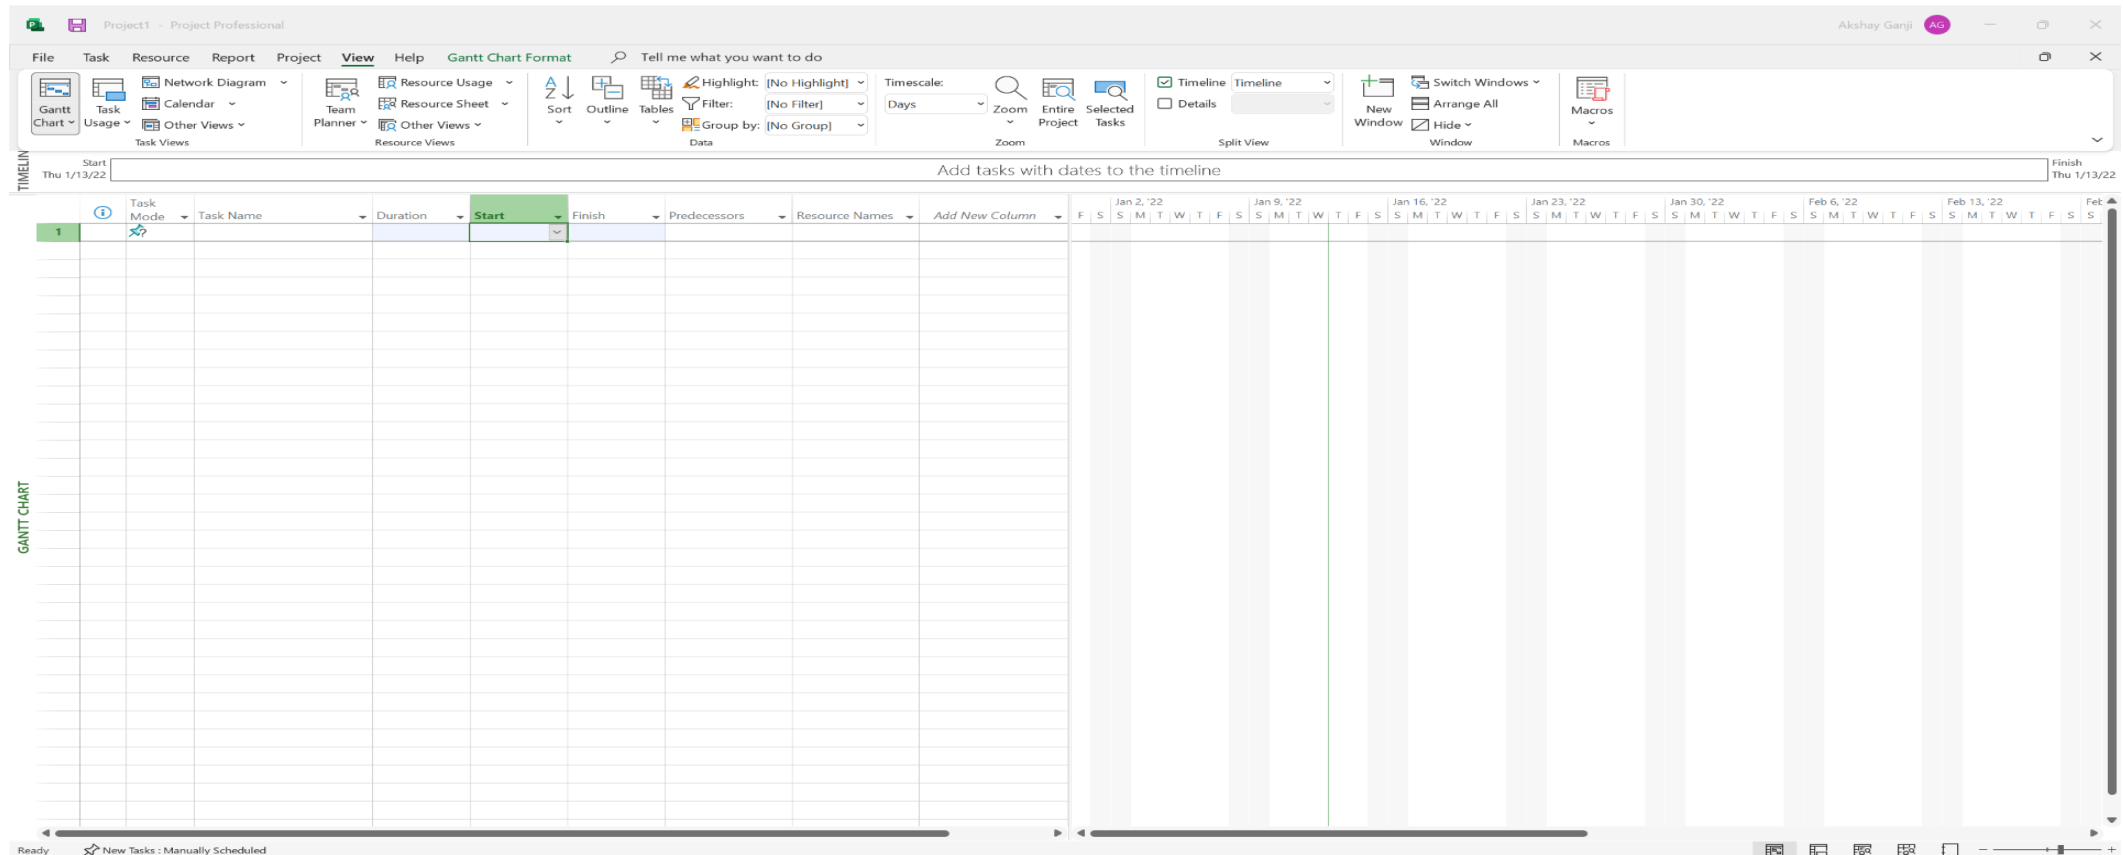 Project1 - Project Professional
Akshay Ganji AG
File Task Resource Report Project View Help Gantt Chart Format Tell me what you want to do
Gantt Chart
Task Usage
Network Diagram
Calendar
Other Views
Task Views
Team Planner
Resource Usage
Resource Sheet
Other Views
Resource Views
Sort
Outline
Tables
Highlight: [No Highlight]
Filter: [No Filter]
Group by: [No Group]
Data
Timescale:
Days
Zoom
Entire Project
Selected Tasks
Zoom
Timeline Timeline
Details
Split View
New Window
Switch Windows
Arrange All
Hide
Window
Macros
Macros
TIMELIN
Start
Thu 1/13/22
Add tasks with dates to the timeline
Finish
Thu 1/13/22
Task Mode Task Name Duration Start Finish Predecessors Resource Names Add New Column
Jan 2, '22 Jan 9, '22 Jan 16, '22 Jan 23, '22 Jan 30, '22 Feb 6, '22 Feb 13, '22 Feb
F S S M T W T F S S M T W T F S S M T W T F S S M T W T F S S M T W T F S S M T W T F S S M T W T F S S
1 ?
GANTT CHART
Ready New Tasks : Manually Scheduled